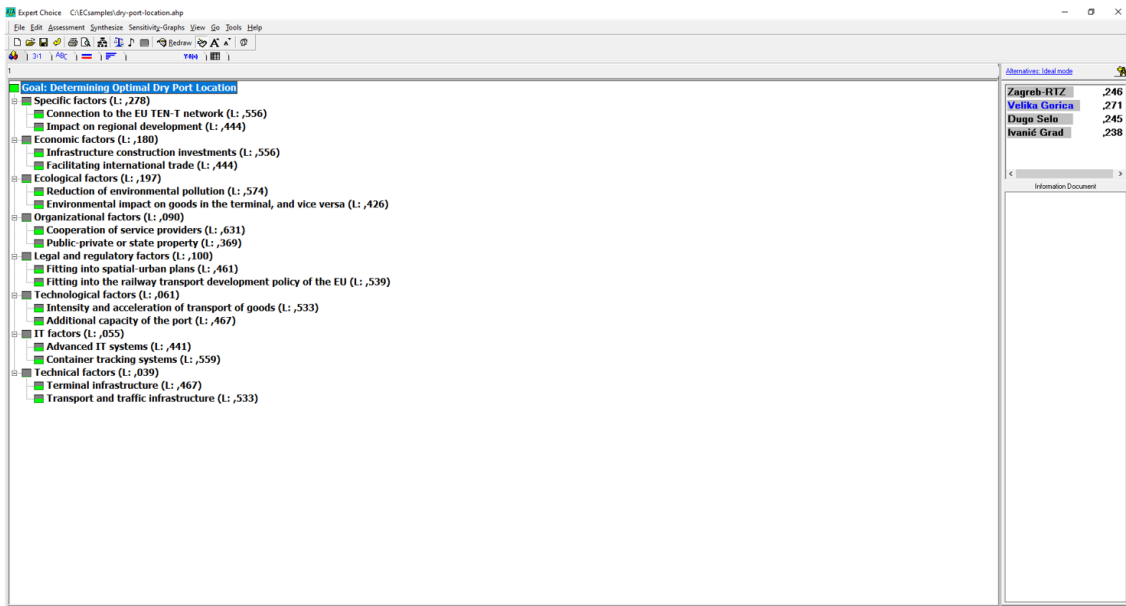 Expert Choice C:\ECsamples\dry-port-location.ahp
File Edit Assessment Synthesize Sensitivity-Graphs View Go Tools Help
Redraw
3:1 ABC
1
Goal: Determining Optimal Dry Port Location
Specific factors (L: ,278)
Connection to the EU TEN-T network (L: ,556)
Impact on regional development (L: ,444)
Economic factors (L: ,180)
Infrastructure construction investments (L: ,556)
Facilitating international trade (L: ,444)
Ecological factors (L: ,197)
Reduction of environmental pollution (L: ,574)
Environmental impact on goods in the terminal, and vice versa (L: ,426)
Organizational factors (L: ,090)
Cooperation of service providers (L: ,631)
Public-private or state property (L: ,369)
Legal and regulatory factors (L: ,100)
Fitting into spatial-urban plans (L: ,461)
Fitting into the railway transport development policy of the EU (L: ,539)
Technological factors (L: ,061)
Intensity and acceleration of transport of goods (L: ,533)
Additional capacity of the port (L: ,467)
IT factors (L: ,055)
Advanced IT systems (L: ,441)
Container tracking systems (L: ,559)
Technical factors (L: ,039)
Terminal infrastructure (L: ,467)
Transport and traffic infrastructure (L: ,533)
Alternatives: Ideal mode
Zagreb-RTZ ,246
Velika Gorica ,271
Dugo Selo ,245
Ivanić Grad ,238
Information Document